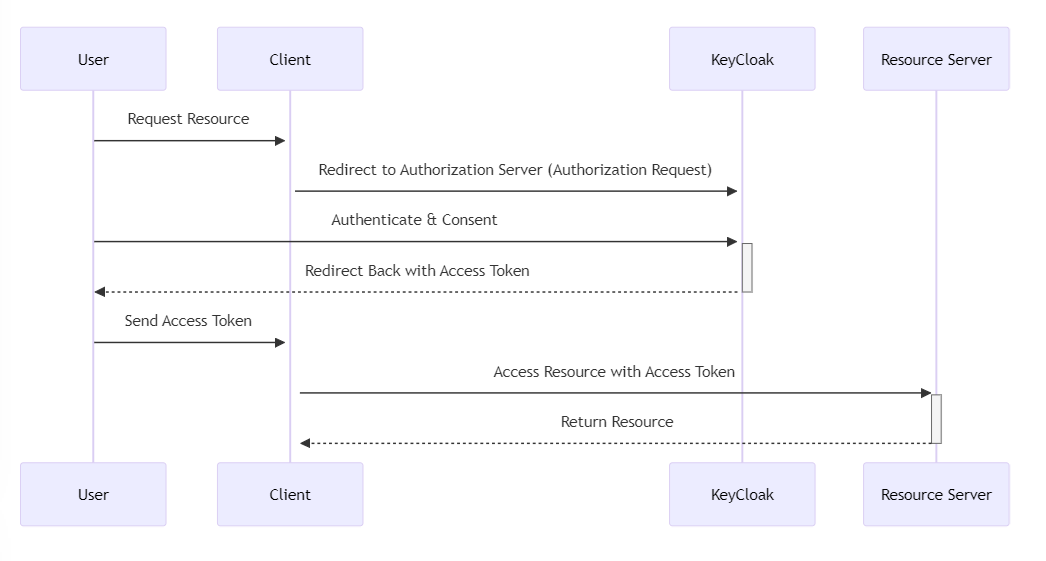 User
Client
KeyCloak
Resource Server
Request Resource
Redirect to Authorization Server (Authorization Request)
Authenticate & Consent
Redirect Back with Access Token
Send Access Token
Access Resource with Access Token
Return Resource
User
Client
KeyCloak
Resource Server